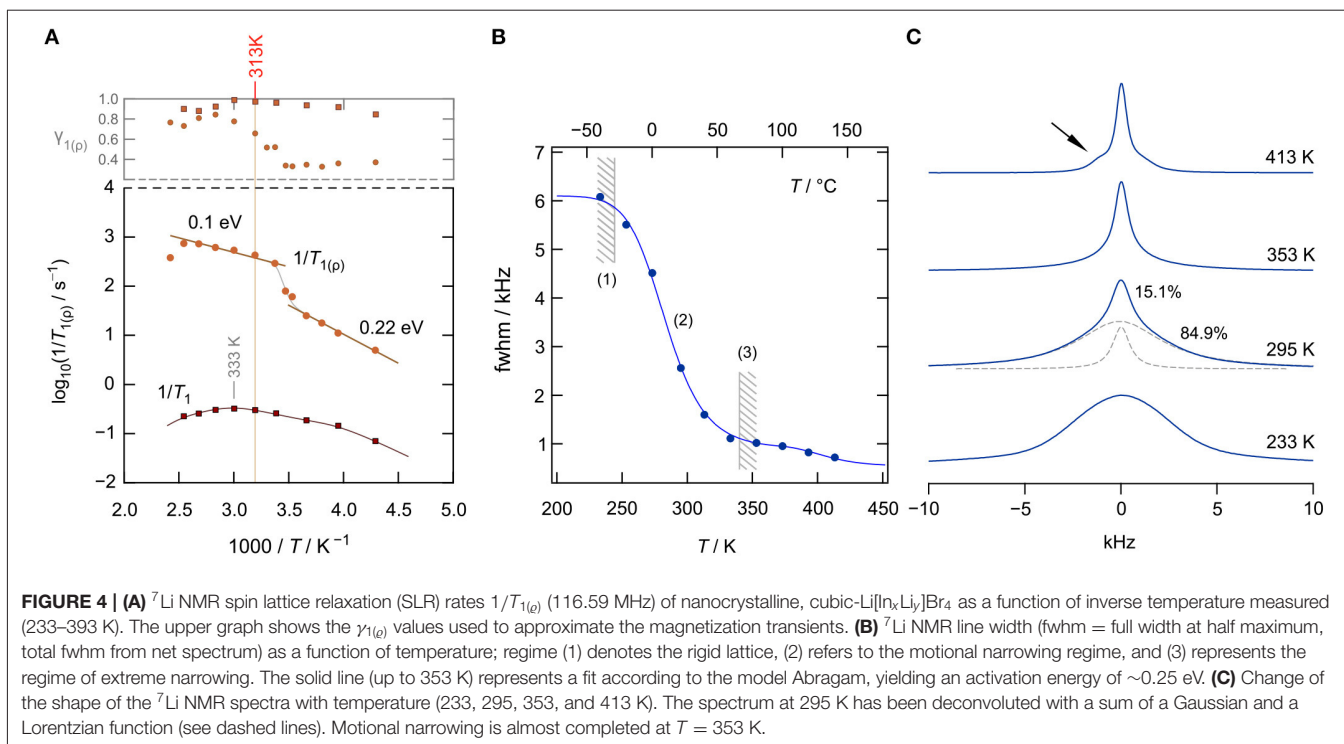 A
B
C
313K
1.0
0.8
0.6
0.4
γ1(ρ)
4
3
2
1
0
−1
−2
log10(1/T1(ρ) / s−1)
0.1 eV
1/T1(ρ)
0.22 eV
333 K
1/T1
2.0 2.5 3.0 3.5 4.0 4.5 5.0
1000 / T / K−1
−50 0 50 100 150
T / °C
7
6
5
4
3
2
1
fwhm / kHz
(1)
(2)
(3)
200 250 300 350 400 450
T / K
413 K
353 K
15.1%
84.9%
295 K
233 K
−10 −5 0 5 10
kHz
FIGURE 4 | (A) 7Li NMR spin lattice relaxation (SLR) rates 1/T1(ϱ) (116.59 MHz) of nanocrystalline, cubic-Li[InxLiy]Br4 as a function of inverse temperature measured
(233–393 K). The upper graph shows the γ1(ϱ) values used to approximate the magnetization transients. (B) 7Li NMR line width (fwhm = full width at half maximum,
total fwhm from net spectrum) as a function of temperature; regime (1) denotes the rigid lattice, (2) refers to the motional narrowing regime, and (3) represents the
regime of extreme narrowing. The solid line (up to 353 K) represents a fit according to the model Abragam, yielding an activation energy of ~0.25 eV. (C) Change of
the shape of the 7Li NMR spectra with temperature (233, 295, 353, and 413 K). The spectrum at 295 K has been deconvoluted with a sum of a Gaussian and a
Lorentzian function (see dashed lines). Motional narrowing is almost completed at T = 353 K.